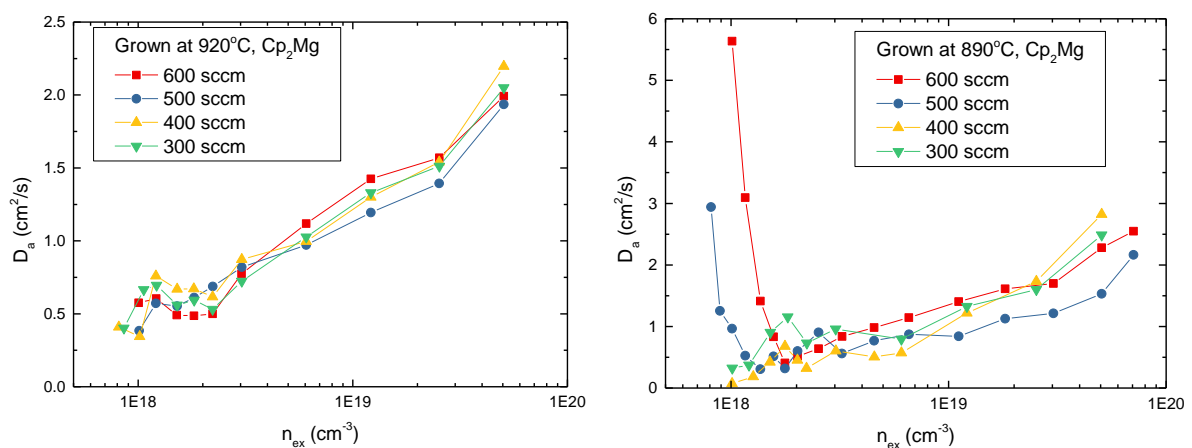 2.5
2.0
1.5
1.0
0.5
0.0
1E18
1E19
1E20
Dₐ (cm²/s)
nₑₓ (cm⁻³)
Grown at 920°C, Cp₂Mg
600 sccm
500 sccm
400 sccm
300 sccm
6
5
4
3
2
1
0
1E18
1E19
1E20
Dₐ (cm²/s)
nₑₓ (cm⁻³)
Grown at 890°C, Cp₂Mg
600 sccm
500 sccm
400 sccm
300 sccm